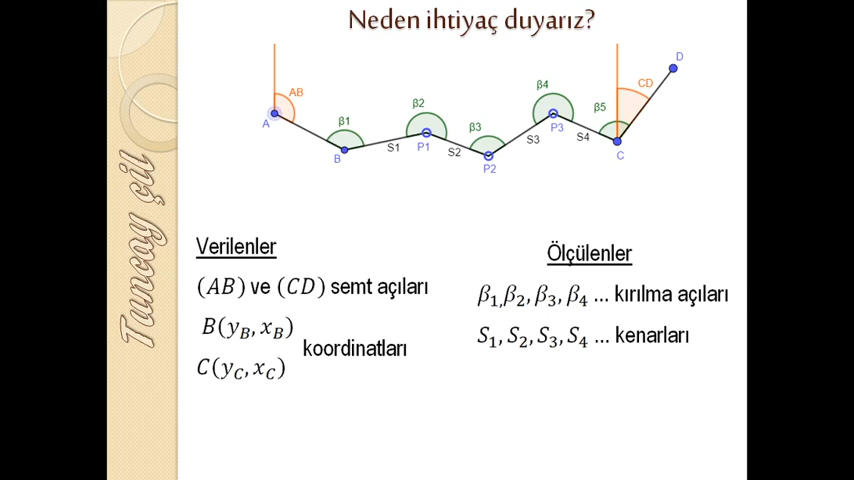 Neden ihtiyaç duyarız?
Tuncay çil
AB
A
β1
B
S1
β2
P1
S2
β3
P2
S3
β4
P3
S4
β5
C
CD
D
Verilenler
(AB) ve (CD) semt açıları
B(y_B, x_B)
koordinatları
C(y_C, x_C)
Ölçülenler
β₁,β₂, β₃, β₄ ... kırılma açıları
S₁, S₂, S₃, S₄ ... kenarları